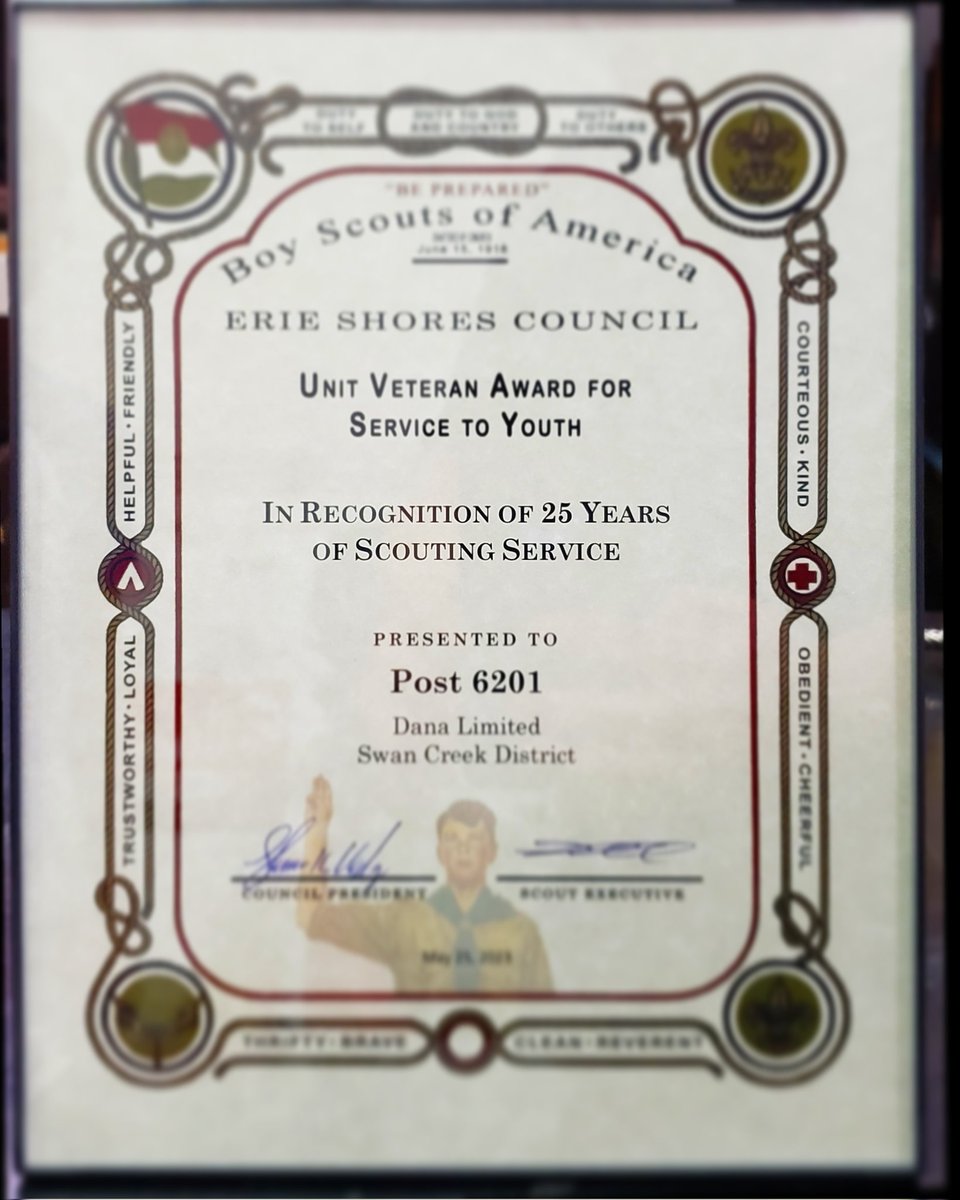 DUTY TO SELF
DUTY TO GOD AND COUNTRY
DUTY TO OTHERS
"BE PREPARED"
Boy Scouts of America
June 15, 1916
ERIE SHORES COUNCIL
UNIT VETERAN AWARD FOR
SERVICE TO YOUTH
IN RECOGNITION OF 25 YEARS
OF SCOUTING SERVICE
PRESENTED TO
Post 6201
Dana Limited
Swan Creek District
COUNCIL PRESIDENT
SCOUT EXECUTIVE
May 25, 2023
TRUSTWORTHY · LOYAL
HELPFUL · FRIENDLY
COURTEOUS · KIND
OBEDIENT · CHEERFUL
THRIFTY · BRAVE
CLEAN · REVERENT